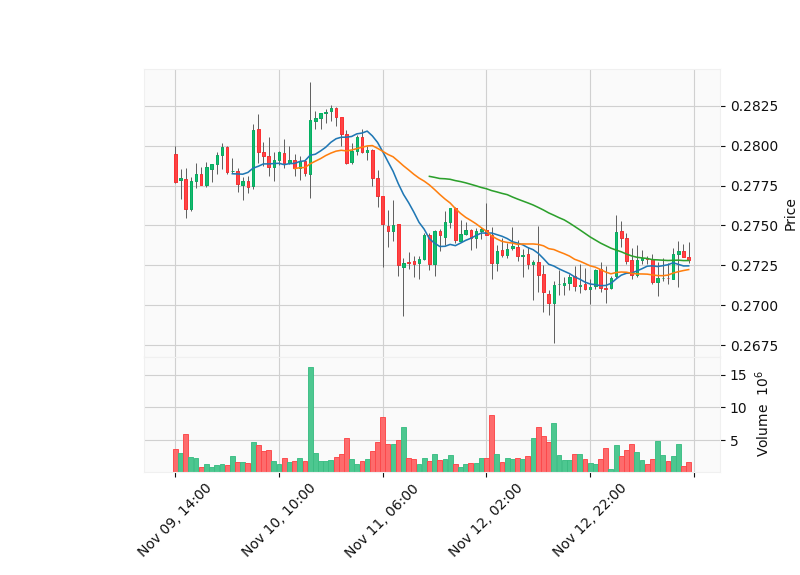 0.2825
0.2800
0.2775
0.2750
0.2725
0.2700
0.2675
Price
15
10
5
Volume 10⁶
Nov 09, 14:00
Nov 10, 10:00
Nov 11, 06:00
Nov 12, 02:00
Nov 12, 22:00